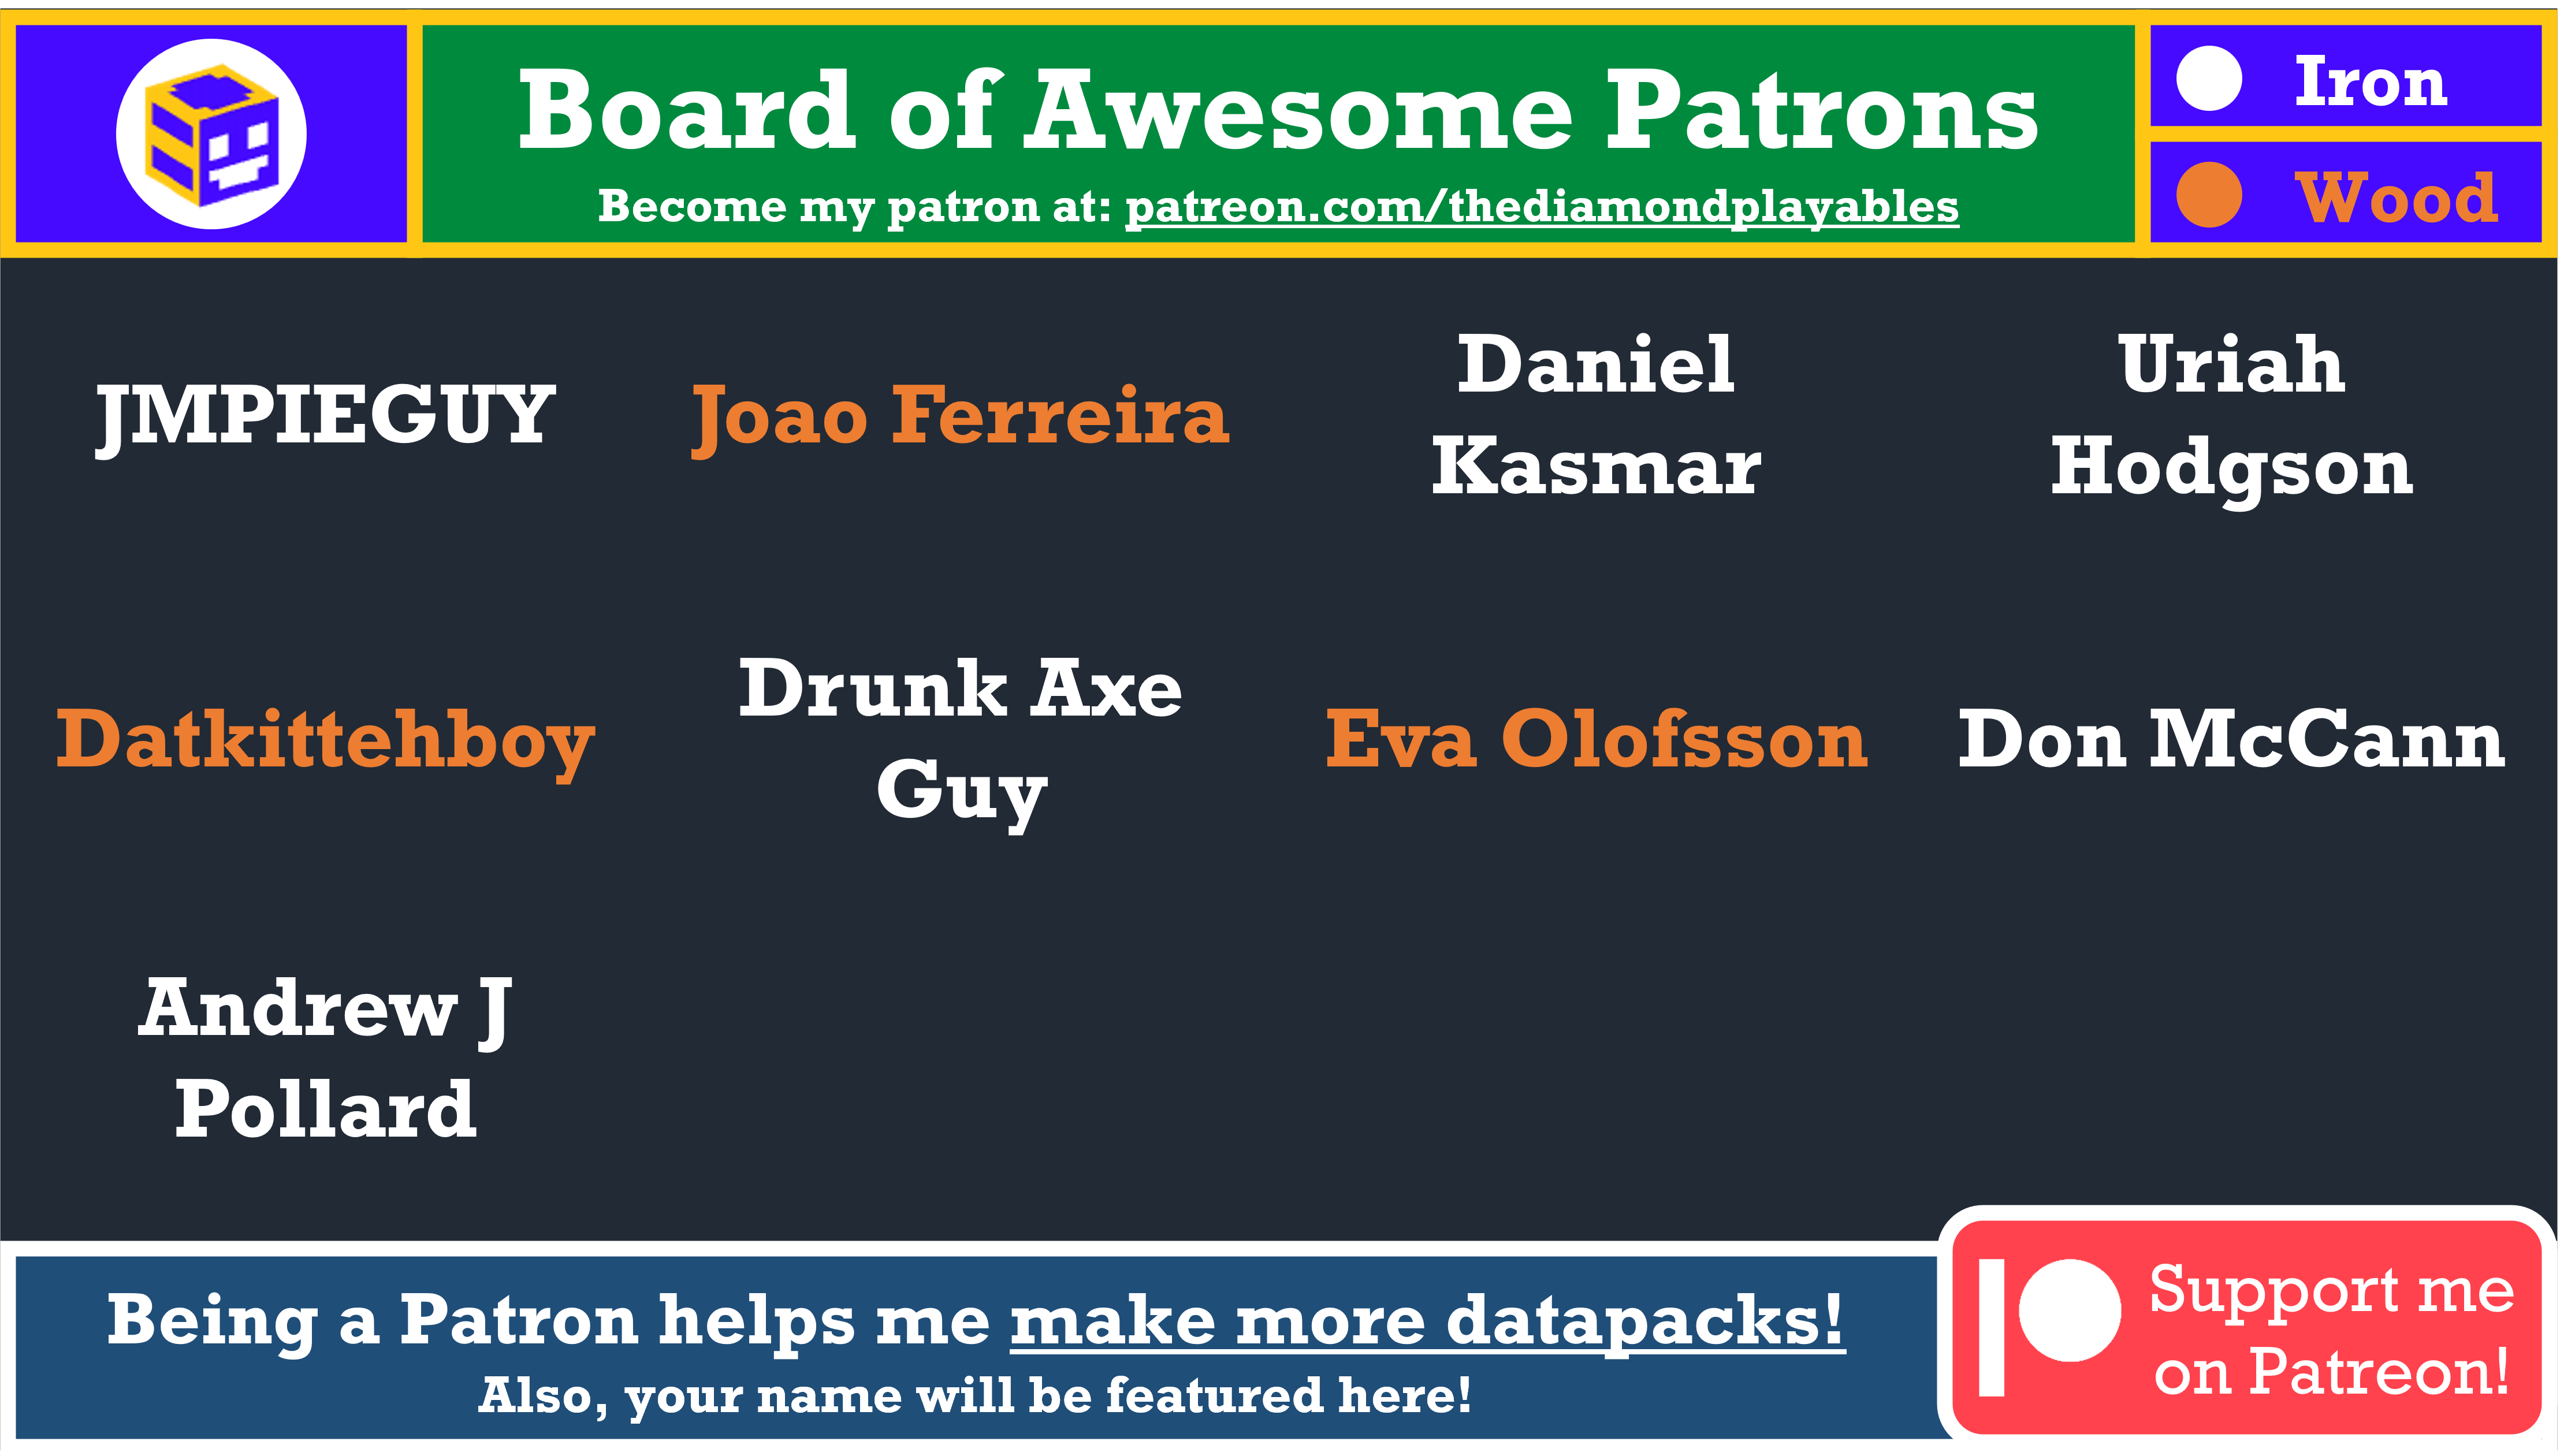 Board of Awesome Patrons
Become my patron at: patreon.com/thediamondplayables
Iron
Wood
JMPIEGUY
Joao Ferreira
Daniel
Kasmar
Uriah
Hodgson
Datkittehboy
Drunk Axe
Guy
Eva Olofsson
Don McCann
Andrew J
Pollard
Being a Patron helps me make more datapacks!
Also, your name will be featured here!
Support me
on Patreon!